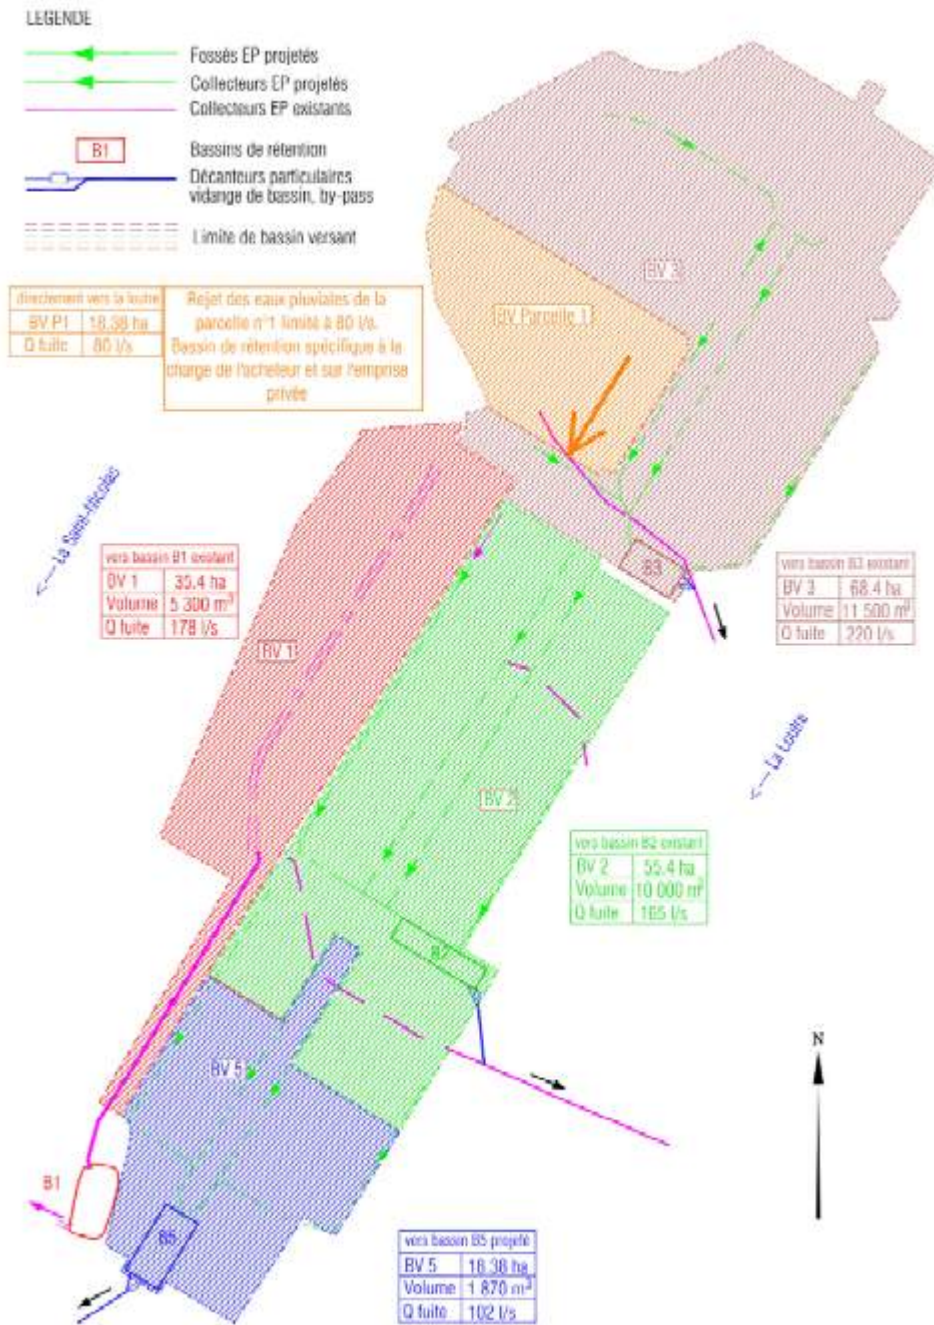 LEGENDE
Fossés EP projetés
Collecteurs EP projetés
Collecteurs EP existants
B1
Bassins de rétention
Décanteurs particulaires
vidange de bassin, by-pass
Limite de bassin versant
directement vers la loutre
BV P1 18.38 ha
Q fuite 80 l/s
Rejet des eaux pluviales de la
parcelle n°1 limité à 80 l/s.
Bassin de rétention spécifique à la
charge de l'acheteur et sur l'emprise
privée
BV 3
BV Parcelle 1
La Saint-Nicolas
vers bassin B1 existant
BV 1 35.4 ha
Volume 5 300 m³
Q fuite 178 l/s
B3
vers bassin B3 existant
BV 3 68.4 ha
Volume 11 500 m³
Q fuite 220 l/s
BV 1
La Loutre
BV 2
vers bassin B2 existant
BV 2 55.4 ha
Volume 10 000 m³
Q fuite 165 l/s
B2
N
BV 5
B1
B5
vers bassin B5 projeté
BV 5 18.38 ha
Volume 1 870 m³
Q fuite 102 l/s